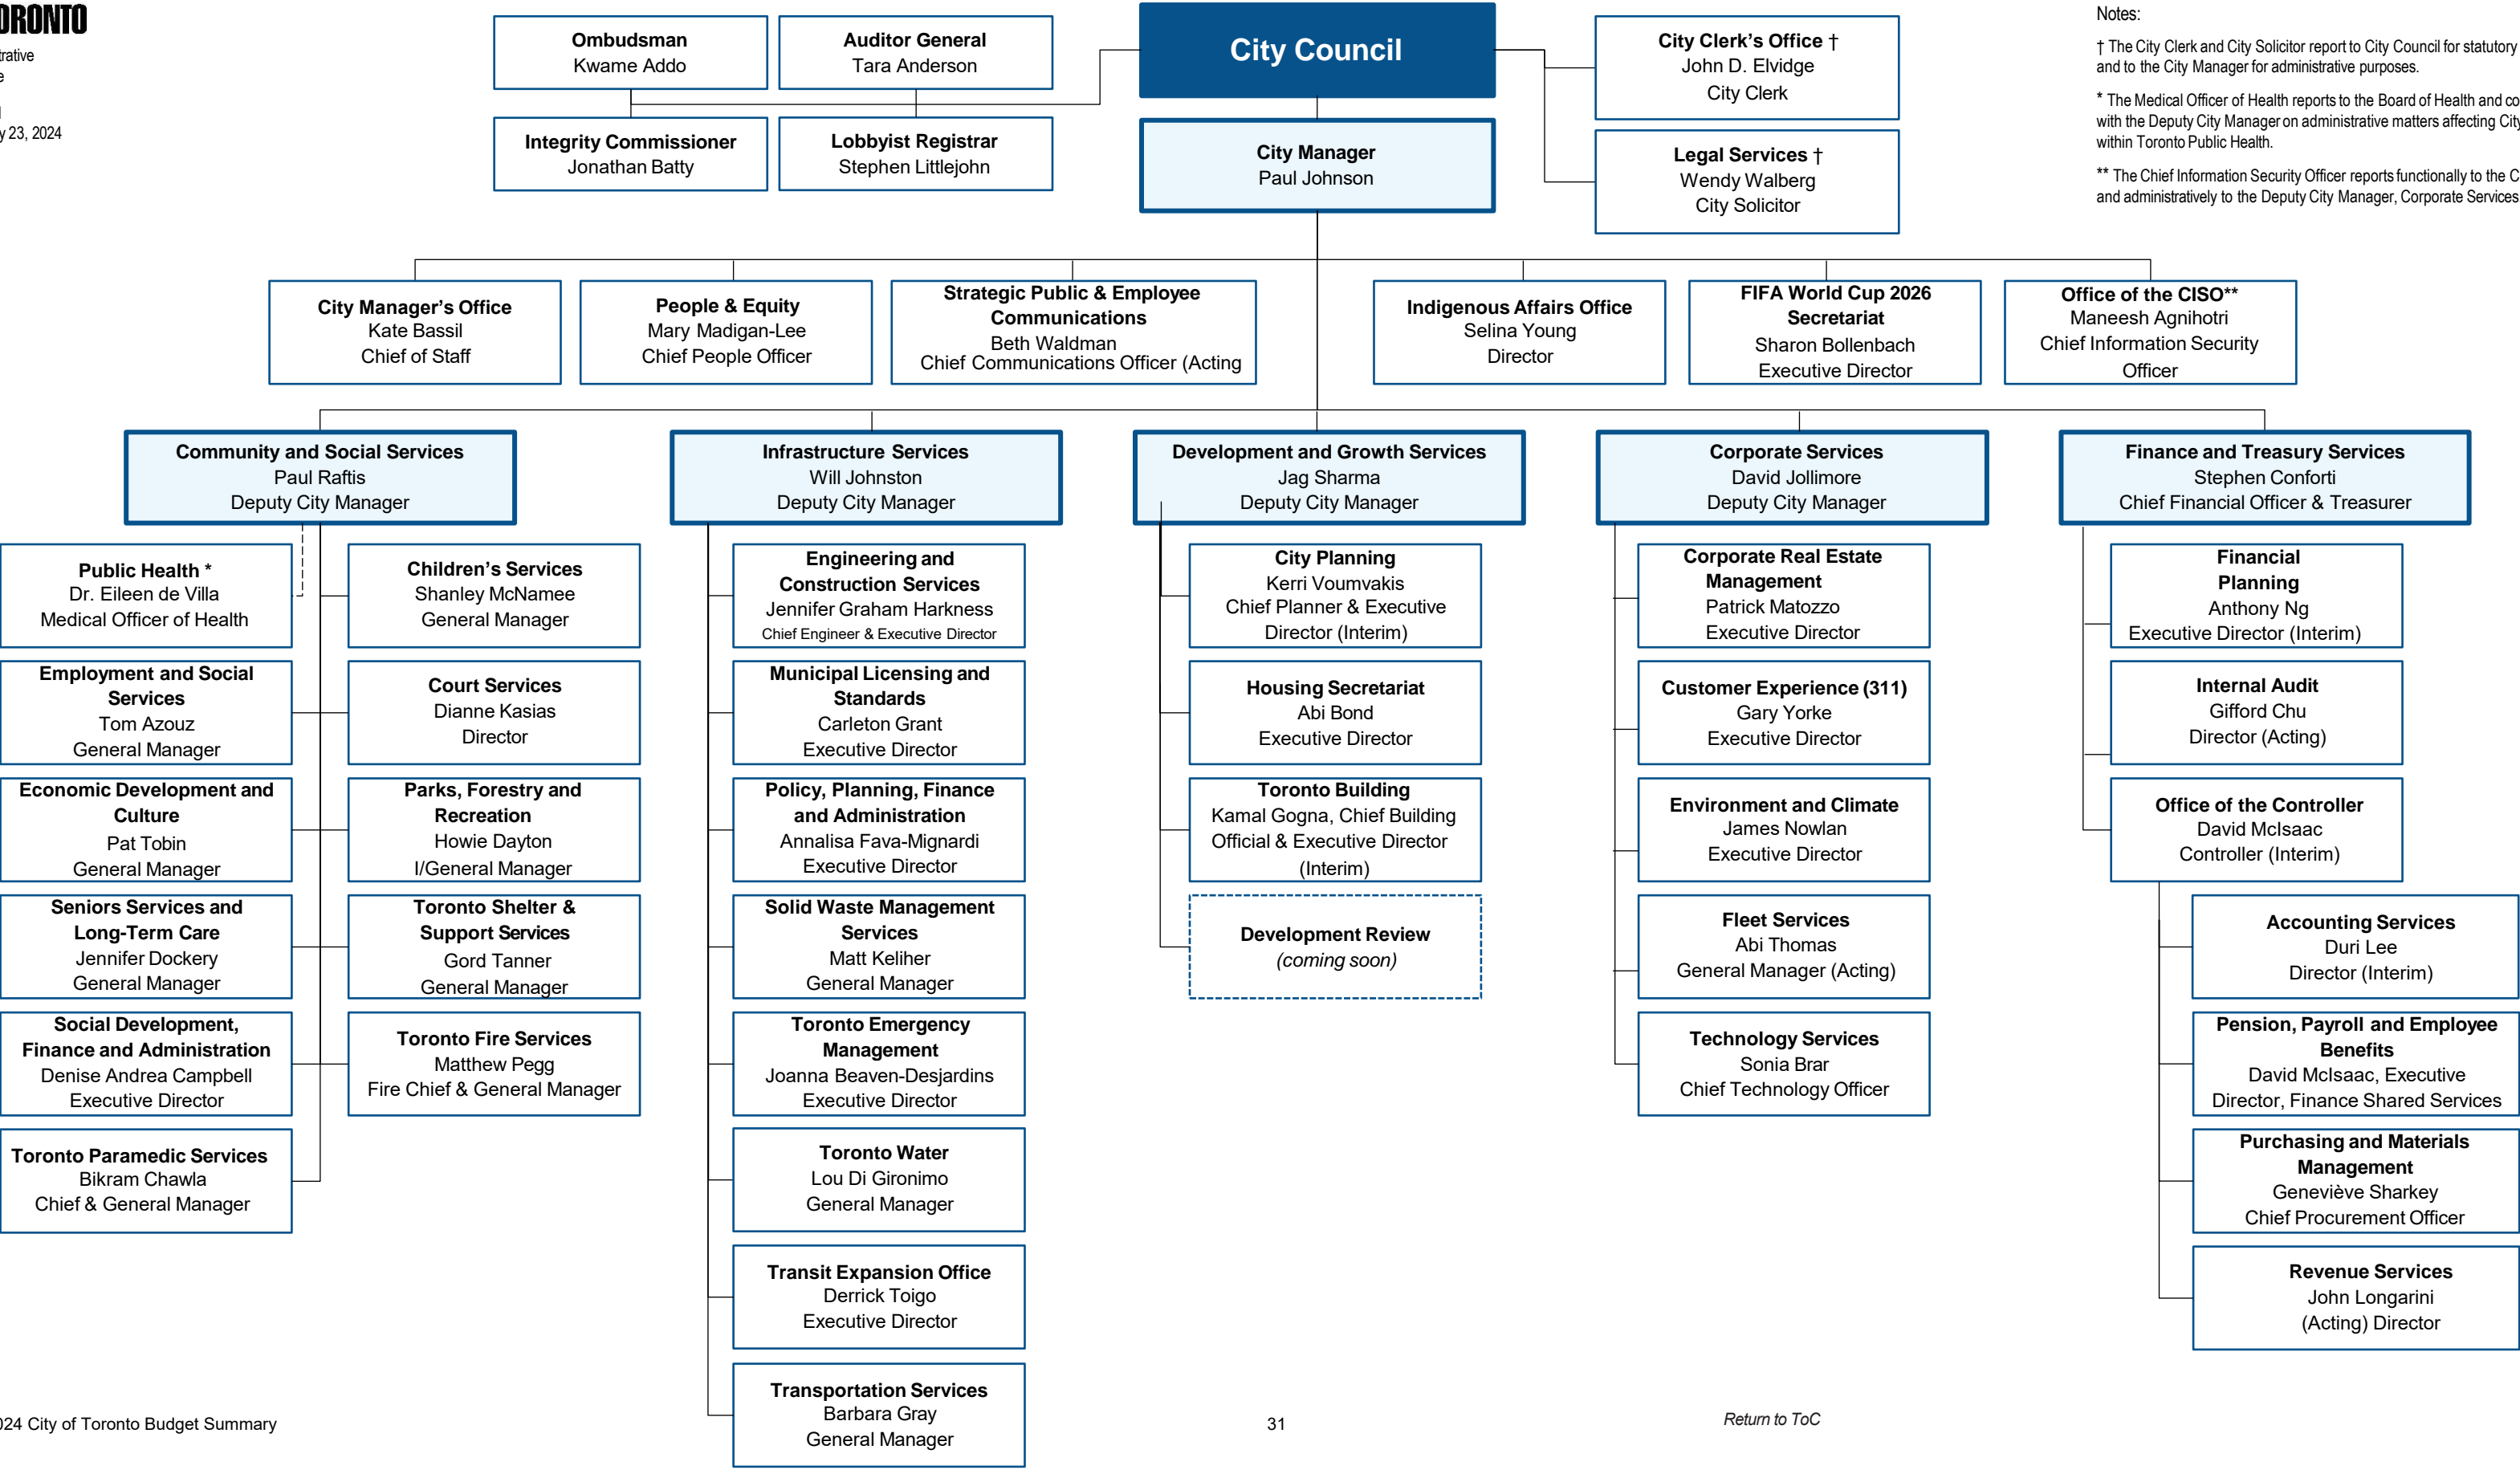 Ombudsman
Kwame Addo
Auditor General
Tara Anderson
Integrity Commissioner
Jonathan Batty
Lobbyist Registrar
Stephen Littlejohn
City Council
City Manager
Paul Johnson
City Clerk's Office †
John D. Elvidge
City Clerk
Legal Services †
Wendy Walberg
City Solicitor
Notes:
† The City Clerk and City Solicitor report to City Council for statutory
and to the City Manager for administrative purposes.
* The Medical Officer of Health reports to the Board of Health and
with the Deputy City Manager on administrative matters affecting City
within Toronto Public Health.
** The Chief Information Security Officer reports functionally to the
and administratively to the Deputy City Manager, Corporate Services
23, 2024
City Manager's Office
Kate Bassil
Chief of Staff
People & Equity
Mary Madigan-Lee
Chief People Officer
Strategic Public & Employee
Communications
Beth Waldman
Chief Communications Officer (Acting
Indigenous Affairs Office
Selina Young
Director
FIFA World Cup 2026
Secretariat
Sharon Bollenbach
Executive Director
Office of the CISO**
Maneesh Agnihotri
Chief Information Security
Officer
Community and Social Services
Paul Raftis
Deputy City Manager
Public Health *
Dr. Eileen de Villa
Medical Officer of Health
Children's Services
Shanley McNamee
General Manager
Employment and Social
Services
Tom Azouz
General Manager
Court Services
Dianne Kasias
Director
Economic Development and
Culture
Pat Tobin
General Manager
Parks, Forestry and
Recreation
Howie Dayton
I/General Manager
Seniors Services and
Long-Term Care
Jennifer Dockery
General Manager
Toronto Shelter &
Support Services
Gord Tanner
General Manager
Social Development,
Finance and Administration
Denise Andrea Campbell
Executive Director
Toronto Fire Services
Matthew Pegg
Fire Chief & General Manager
Toronto Paramedic Services
Bikram Chawla
Chief & General Manager
Infrastructure Services
Will Johnston
Deputy City Manager
Engineering and
Construction Services
Jennifer Graham Harkness
Chief Engineer & Executive Director
Municipal Licensing and
Standards
Carleton Grant
Executive Director
Policy, Planning, Finance
and Administration
Annalisa Fava-Mignardi
Executive Director
Solid Waste Management
Services
Matt Keliher
General Manager
Toronto Emergency
Management
Joanna Beaven-Desjardins
Executive Director
Toronto Water
Lou Di Gironimo
General Manager
Transit Expansion Office
Derrick Toigo
Executive Director
Transportation Services
Barbara Gray
General Manager
Development and Growth Services
Jag Sharma
Deputy City Manager
City Planning
Kerri Voumvakis
Chief Planner & Executive
Director (Interim)
Housing Secretariat
Abi Bond
Executive Director
Toronto Building
Kamal Gogna, Chief Building
Official & Executive Director
(Interim)
Development Review
(coming soon)
Corporate Services
David Jollimore
Deputy City Manager
Corporate Real Estate
Management
Patrick Matozzo
Executive Director
Customer Experience (311)
Gary Yorke
Executive Director
Environment and Climate
James Nowlan
Executive Director
Fleet Services
Abi Thomas
General Manager (Acting)
Technology Services
Sonia Brar
Chief Technology Officer
Finance and Treasury Services
Stephen Conforti
Chief Financial Officer & Treasurer
Financial
Planning
Anthony Ng
Executive Director (Interim)
Internal Audit
Gifford Chu
Director (Acting)
Office of the Controller
David McIsaac
Controller (Interim)
Accounting Services
Duri Lee
Director (Interim)
Pension, Payroll and Employee
Benefits
David McIsaac, Executive
Director, Finance Shared Services
Purchasing and Materials
Management
Geneviève Sharkey
Chief Procurement Officer
Revenue Services
John Longarini
(Acting) Director
City of Toronto Budget Summary
31
Return to ToC